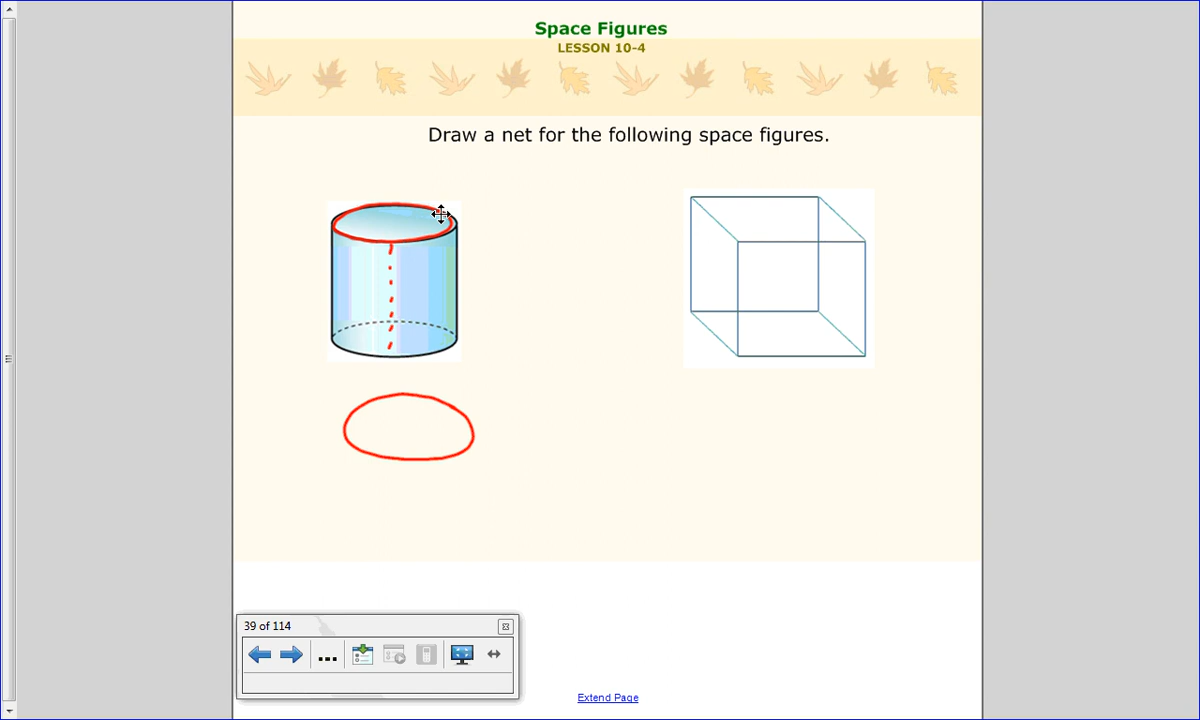 Space Figures
LESSON 10-4
Draw a net for the following space figures.
39 of 114
...
Extend Page